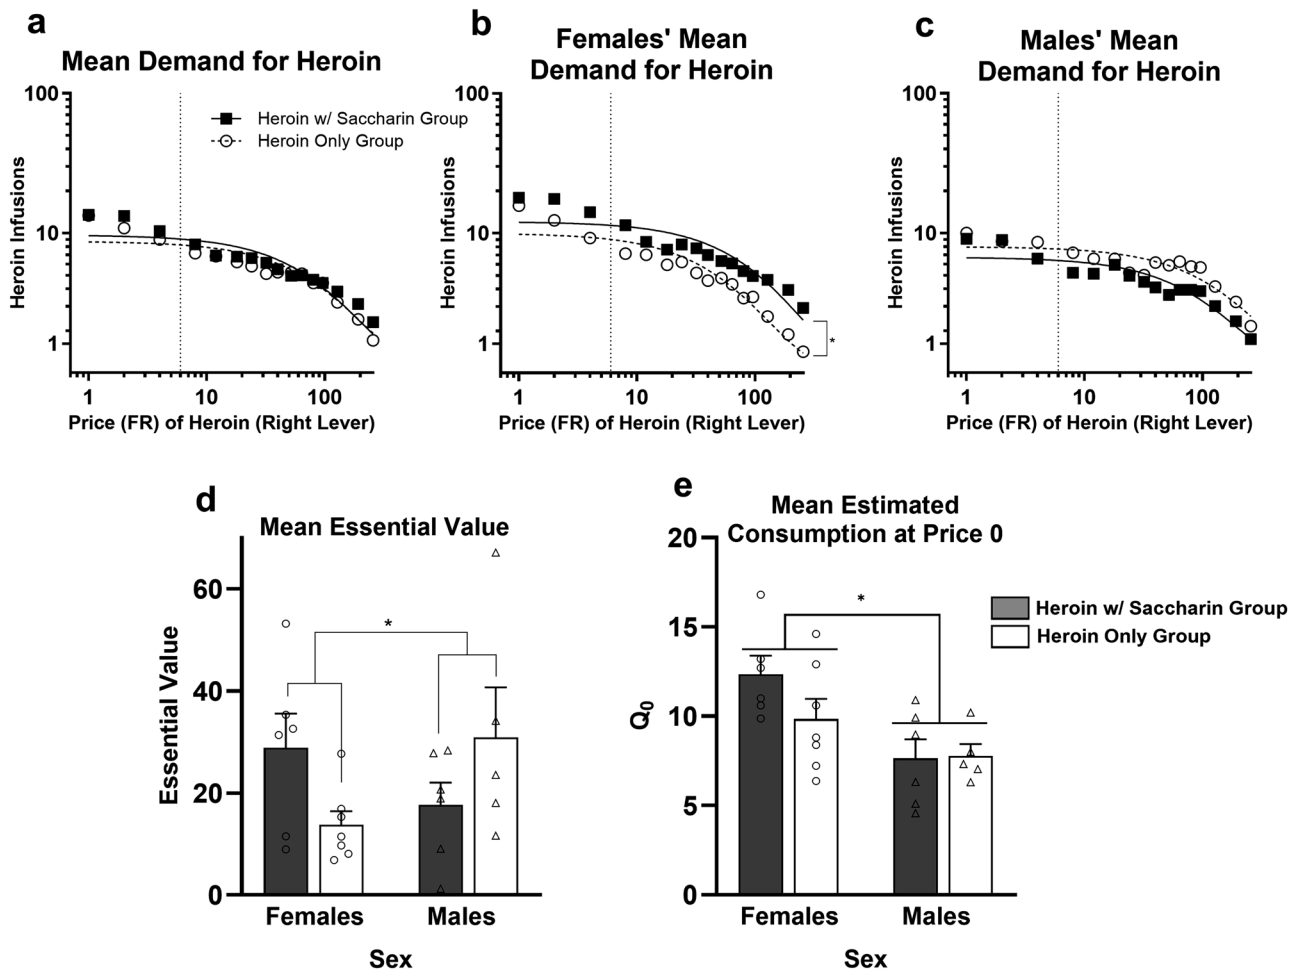 a
Mean Demand for Heroin
100
10
1
Heroin Infusions
Heroin w/ Saccharin Group
Heroin Only Group
1
10
100
Price (FR) of Heroin (Right Lever)
b
Females' Mean
Demand for Heroin
100
10
1
Heroin Infusions
*
1
10
100
Price (FR) of Heroin (Right Lever)
c
Males' Mean
Demand for Heroin
100
10
1
Heroin Infusions
1
10
100
Price (FR) of Heroin (Right Lever)
d
Mean Essential Value
60
40
20
0
Essential Value
*
Females
Males
Sex
e
Mean Estimated
Consumption at Price 0
20
15
10
5
0
Q0
*
Females
Males
Sex
Heroin w/ Saccharin Group
Heroin Only Group